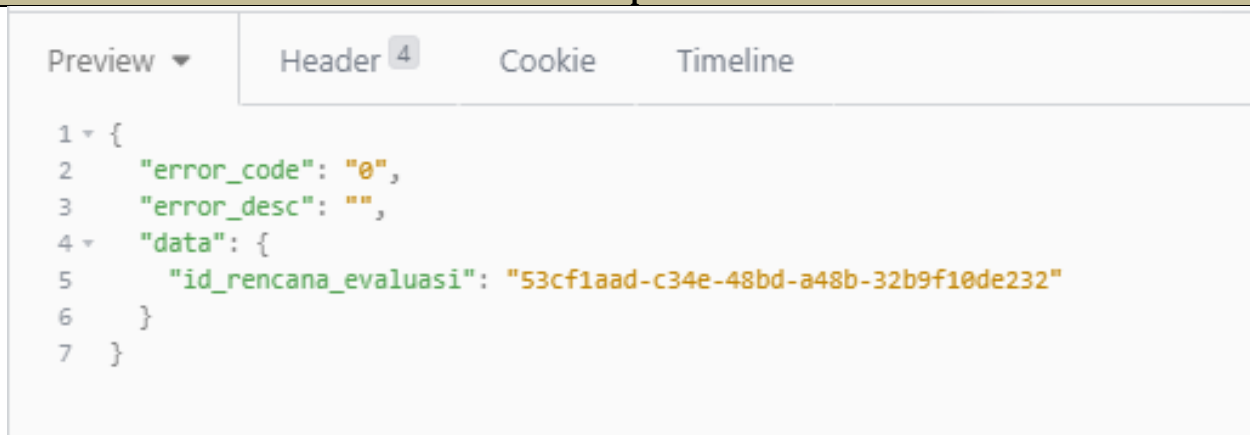 Preview Header 4 Cookie Timeline
1 {
2 "error_code": "0",
3 "error_desc": "",
4 "data": {
5 "id_rencana_evaluasi": "53cf1aad-c34e-48bd-a48b-32b9f10de232"
6 }
7 }